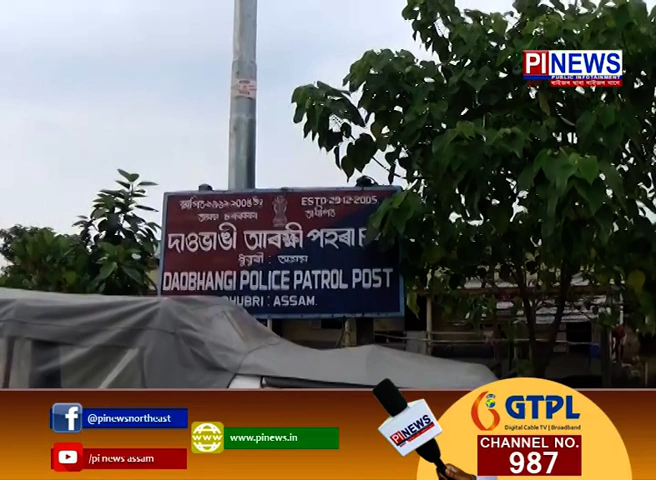 PI NEWS
PUBLIC INFOTAINMENT
ESTD-29-12-2005
দাওভাঙী আৰক্ষী পহৰা
ধুবুৰী : অসম
DAOBHANGI POLICE PATROL POST
DHUBRI : ASSAM.
@pinewsnortheast
www.pinews.in
/pi news assam
PI NEWS
GTPL
Digital Cable TV | Broadband
CHANNEL NO.
987